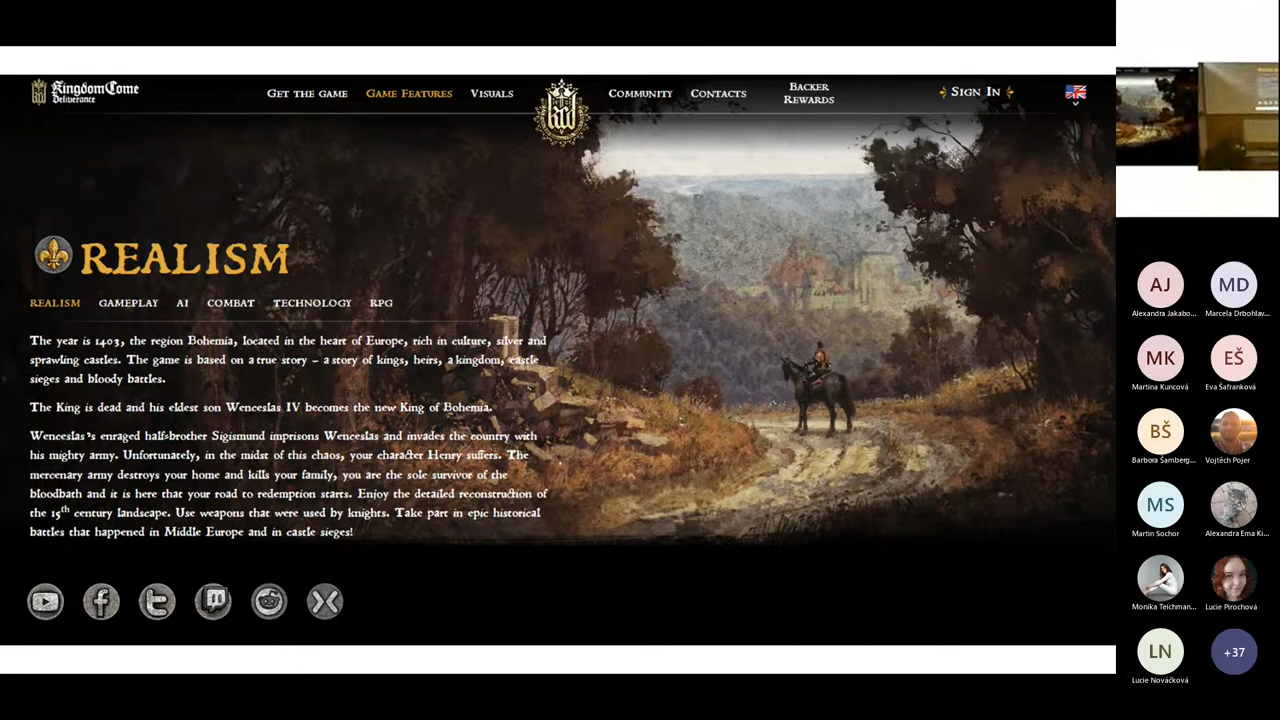 Kingdom Come
Deliverance
Get the game
Game Features
Visuals
Community
Contacts
Backer
Rewards
Sign In
REALISM
REALISM GAMEPLAY AI COMBAT TECHNOLOGY RPG
The year is 1403, the region Bohemia, located in the heart of Europe, rich in culture, silver and
sprawling castles. The game is based on a true story – a story of kings, heirs, a kingdom, castle
sieges and bloody battles.
The King is dead and his eldest son Wenceslas IV becomes the new King of Bohemia.
Wenceslas's enraged half-brother Sigismund imprisons Wenceslas and invades the country with
his mighty army. Unfortunately, in the midst of this chaos, your character Henry suffers. The
mercenary army destroys your home and kills your family, you are the sole survivor of the
bloodbath and it is here that your road to redemption starts. Enjoy the detailed reconstruction of
the 15th century landscape. Use weapons that were used by knights. Take part in epic historical
battles that happened in Middle Europe and in castle sieges!
AJ
MD
Alexandra Jakabo...
Marcela Drbohlav...
MK
EŠ
Martina Kuncová
Eva Šafranková
BŠ
Barbora Šamberg...
Vojtěch Pojer
MS
Martin Sochor
Alexandra Ema Ki...
Monika Teichman...
Lucie Pirochová
LN
+37
Lucie Nováčková